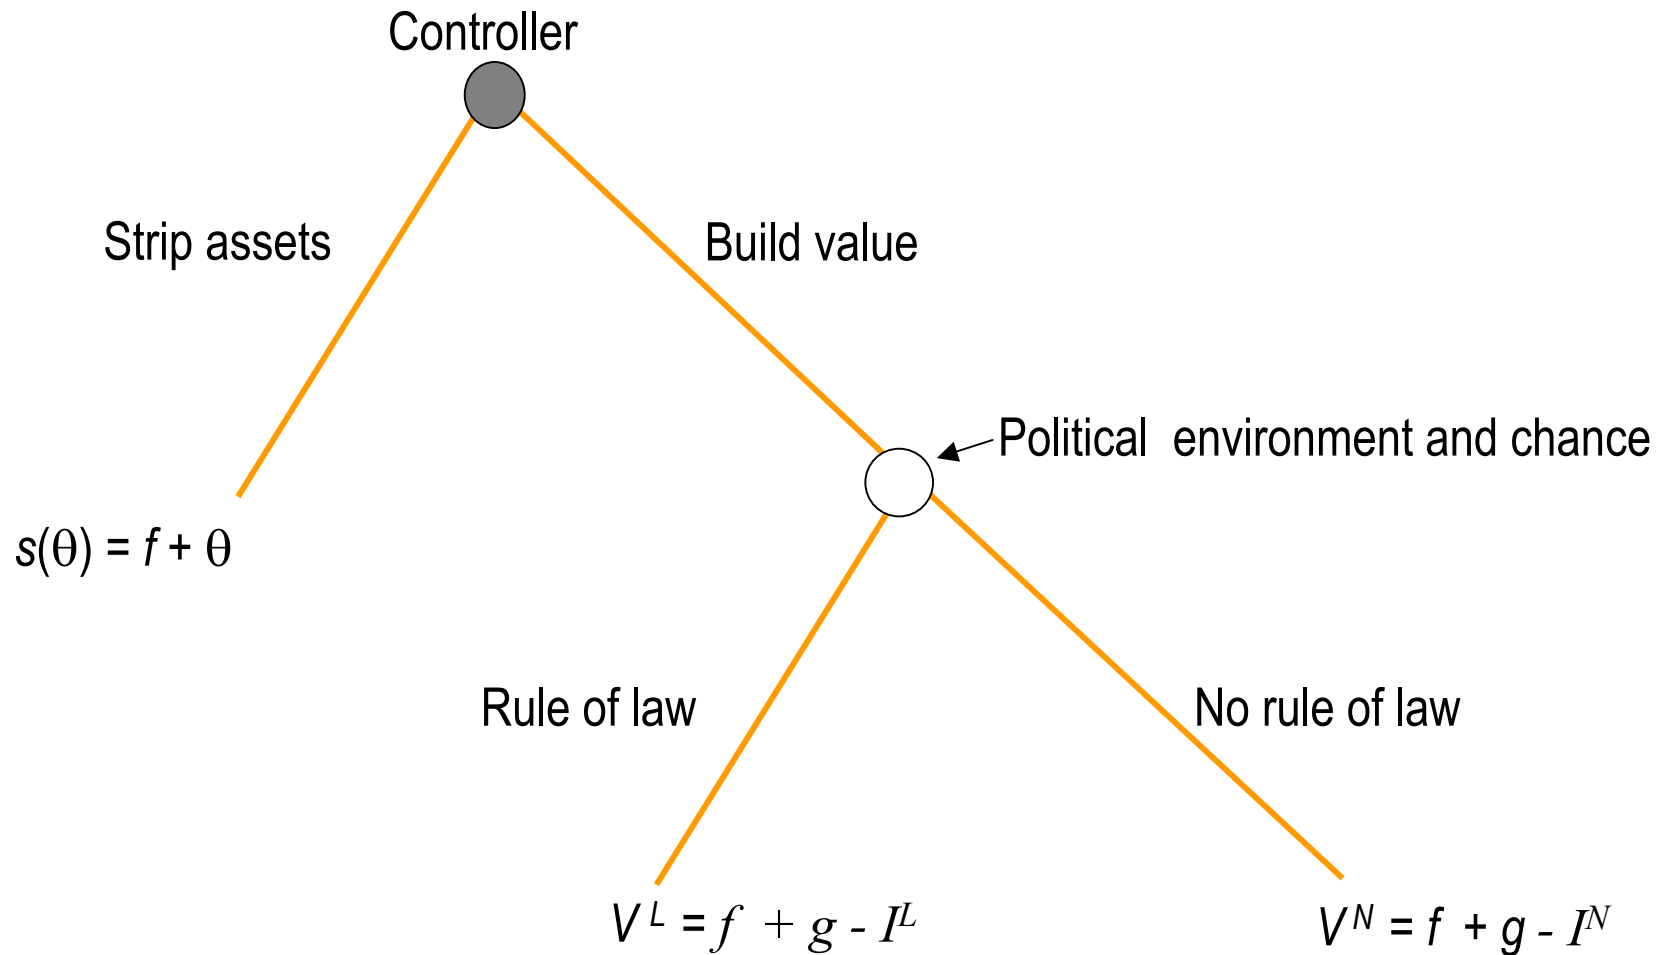 Controller
Strip assets
Build value
Political environment and chance
s(θ) = f + θ
Rule of law
No rule of law
V^L = f + g - I^L
V^N = f + g - I^N